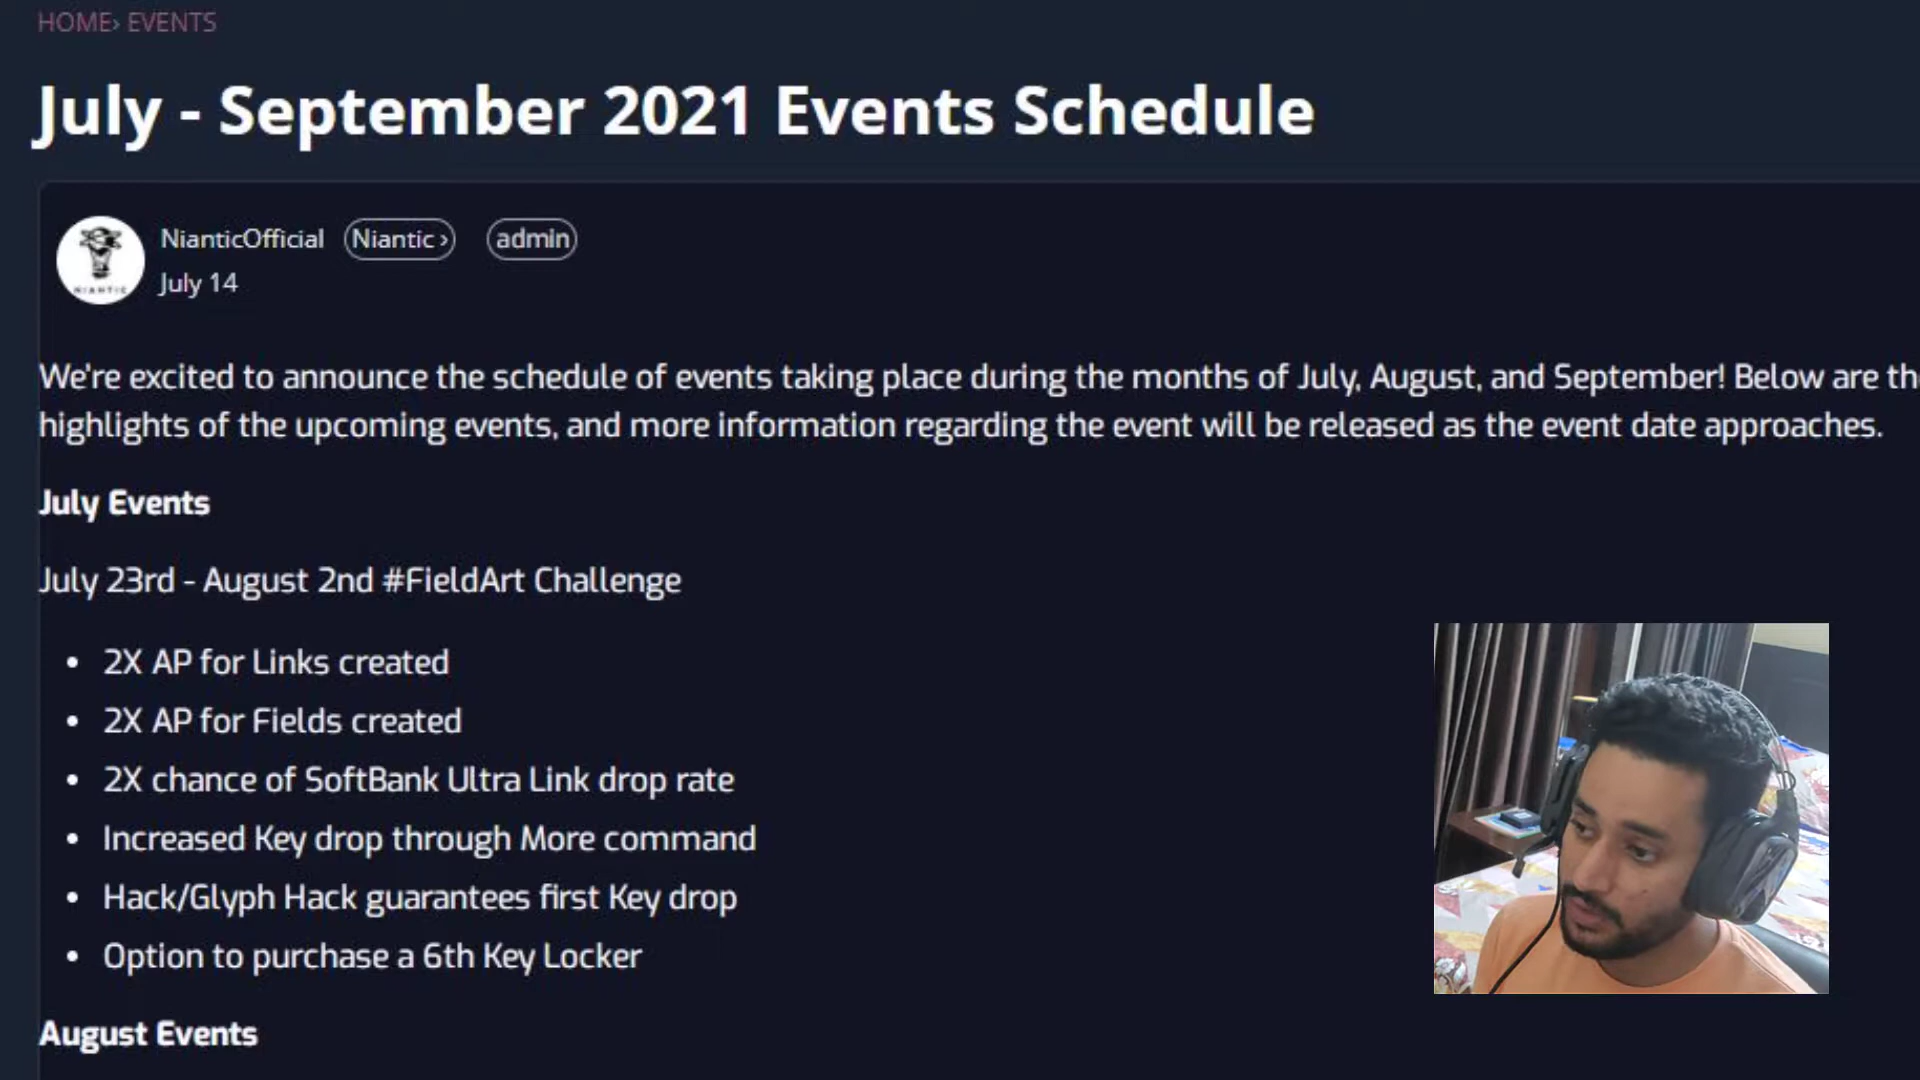 HOME› EVENTS
July - September 2021 Events Schedule
NianticOfficial Niantic › admin
July 14
NIANTIC
We're excited to announce the schedule of events taking place during the months of July, August, and September! Below are
highlights of the upcoming events, and more information regarding the event will be released as the event date approaches.
July Events
July 23rd - August 2nd #FieldArt Challenge
• 2X AP for Links created
• 2X AP for Fields created
• 2X chance of SoftBank Ultra Link drop rate
• Increased Key drop through More command
• Hack/Glyph Hack guarantees first Key drop
• Option to purchase a 6th Key Locker
August Events